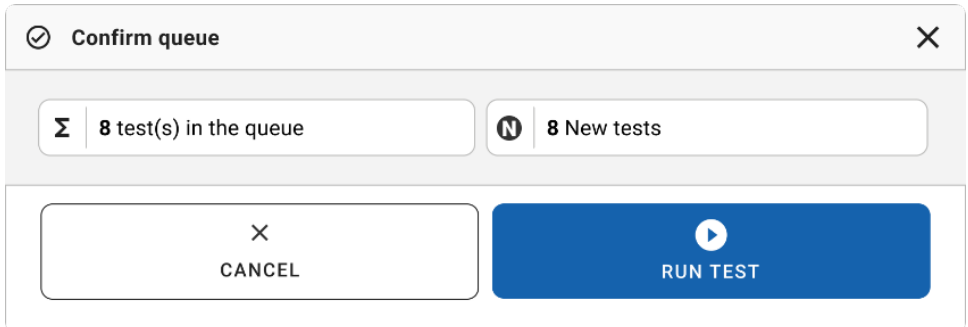 Confirm queue
Σ 8 test(s) in the queue
N 8 New tests
CANCEL
RUN TEST